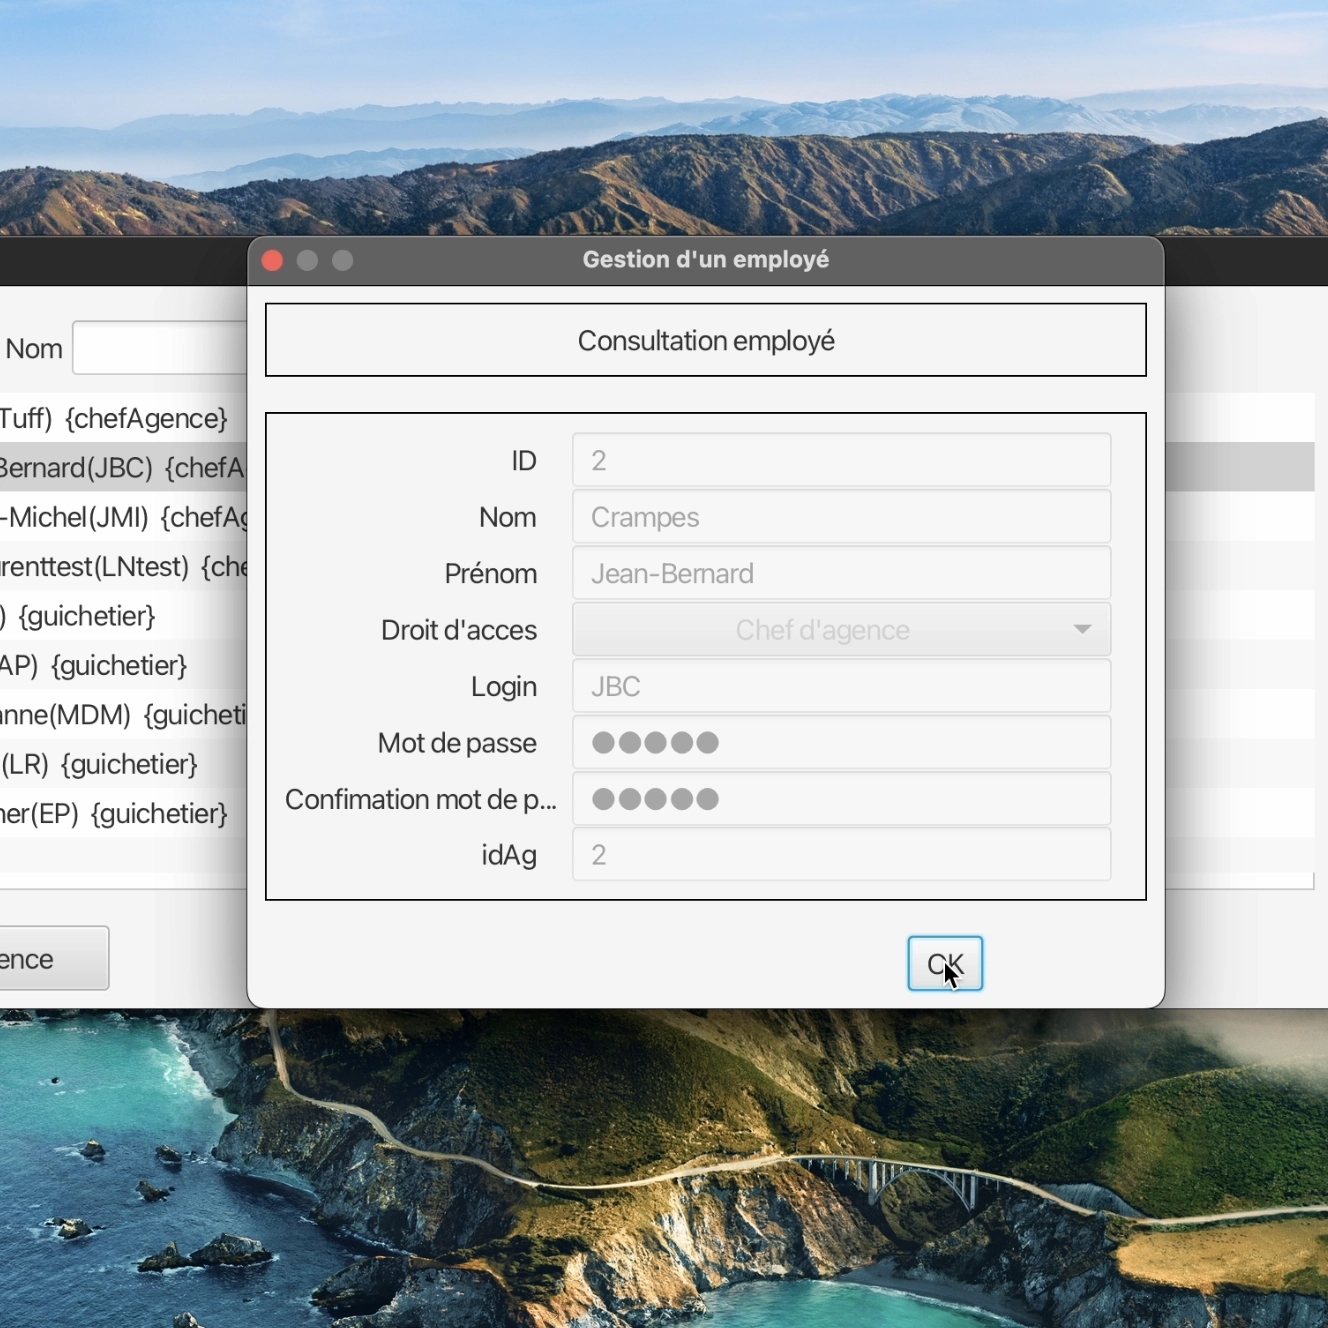 Gestion d'un employé
Consultation employé
Nom
Tuff) {chefAgence}
Bernard(JBC) {chefA
-Michel(JMI) {chefAg
renttest(LNtest) {che
) {guichetier}
AP) {guichetier}
anne(MDM) {guicheti
(LR) {guichetier}
ner(EP) {guichetier}
ence
ID 2
Nom Crampes
Prénom Jean-Bernard
Droit d'acces Chef d'agence
Login JBC
Mot de passe ●●●●●
Confimation mot de p... ●●●●●
idAg 2
OK